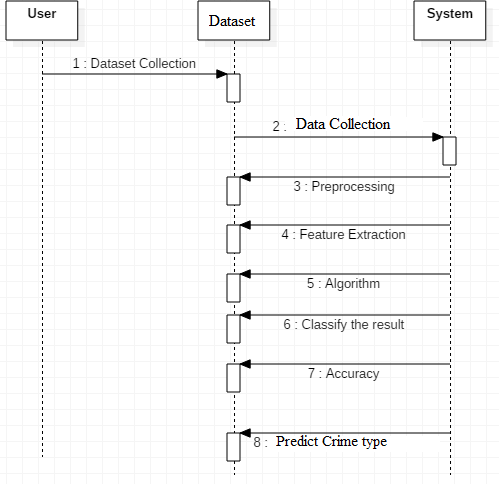 User
Dataset
System
1 : Dataset Collection
2 : Data Collection
3 : Preprocessing
4 : Feature Extraction
5 : Algorithm
6 : Classify the result
7 : Accuracy
8 : Predict Crime type